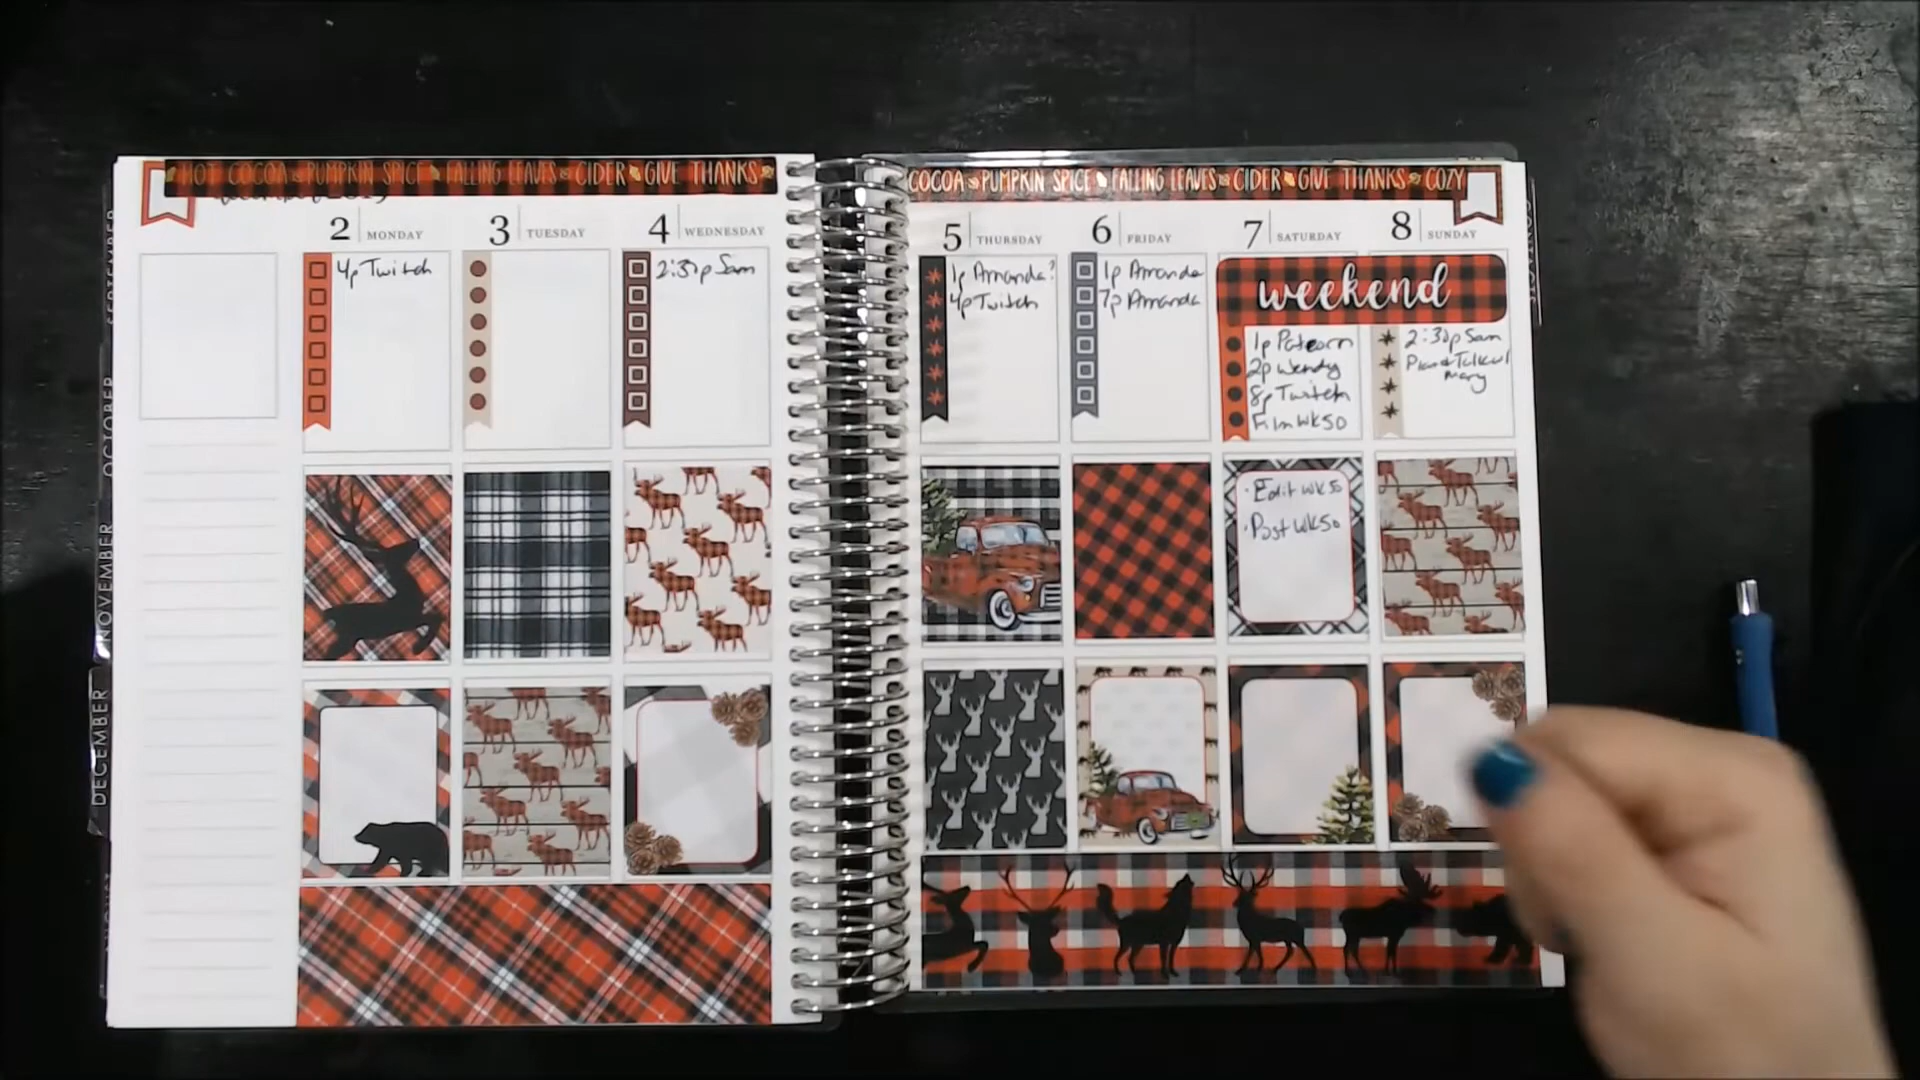 HOT COCOA PUMPKIN SPICE FALLING LEAVES CIDER GIVE THANKS
COCOA PUMPKIN SPICE FALLING LEAVES CIDER GIVE THANKS COZY
2 MONDAY
3 TUESDAY
4 WEDNESDAY
5 THURSDAY
6 FRIDAY
7 SATURDAY
8 SUNDAY
4p Twitch
2:30p Sam
1p Amanda?
4p Twitch
1p Amanda
7p Amanda
weekend
1p Patreon
2p Wendy
8p Twitch
Film WK50
2:30p Sam
Plan & Talk w/
Mary
· Edit WK50
· Post WK50
SEPTEMBER
OCTOBER
NOVEMBER
DECEMBER